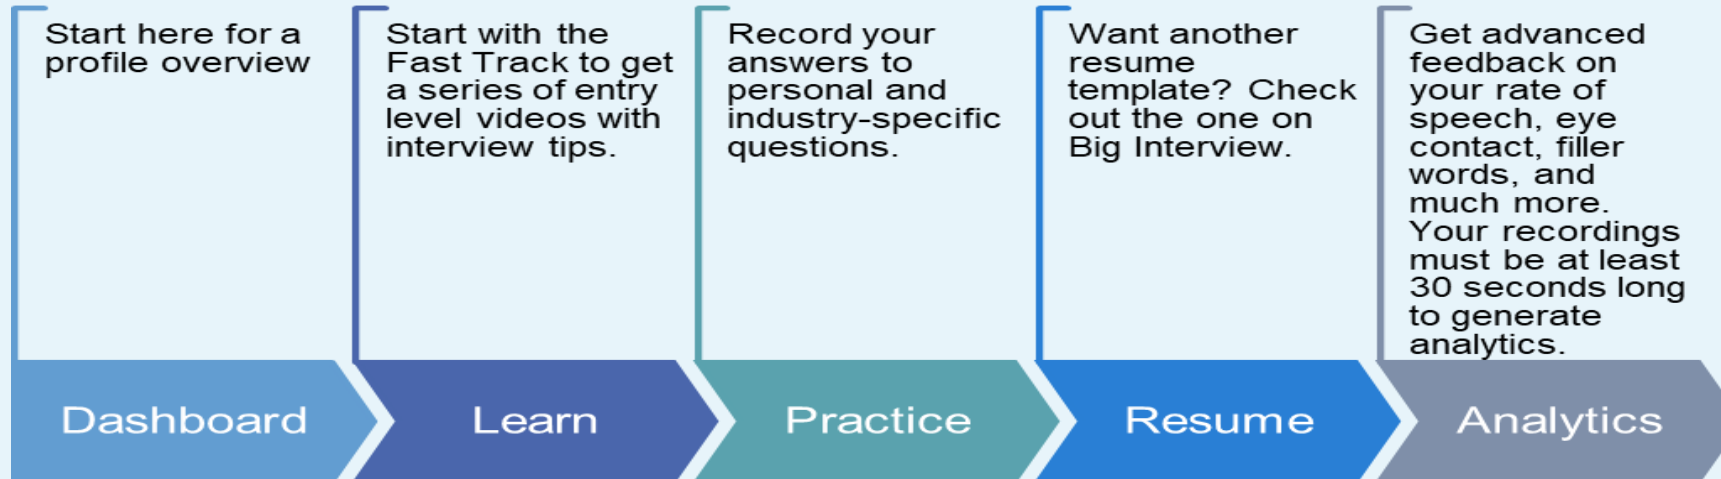 Start here for a
profile overview
Start with the
Fast Track to get
a series of entry
level videos with
interview tips.
Record your
answers to
personal and
industry-specific
questions.
Want another
resume
template? Check
out the one on
Big Interview.
Get advanced
feedback on
your rate of
speech, eye
contact, filler
words, and
much more.
Your recordings
must be at least
30 seconds long
to generate
analytics.
Dashboard
Learn
Practice
Resume
Analytics